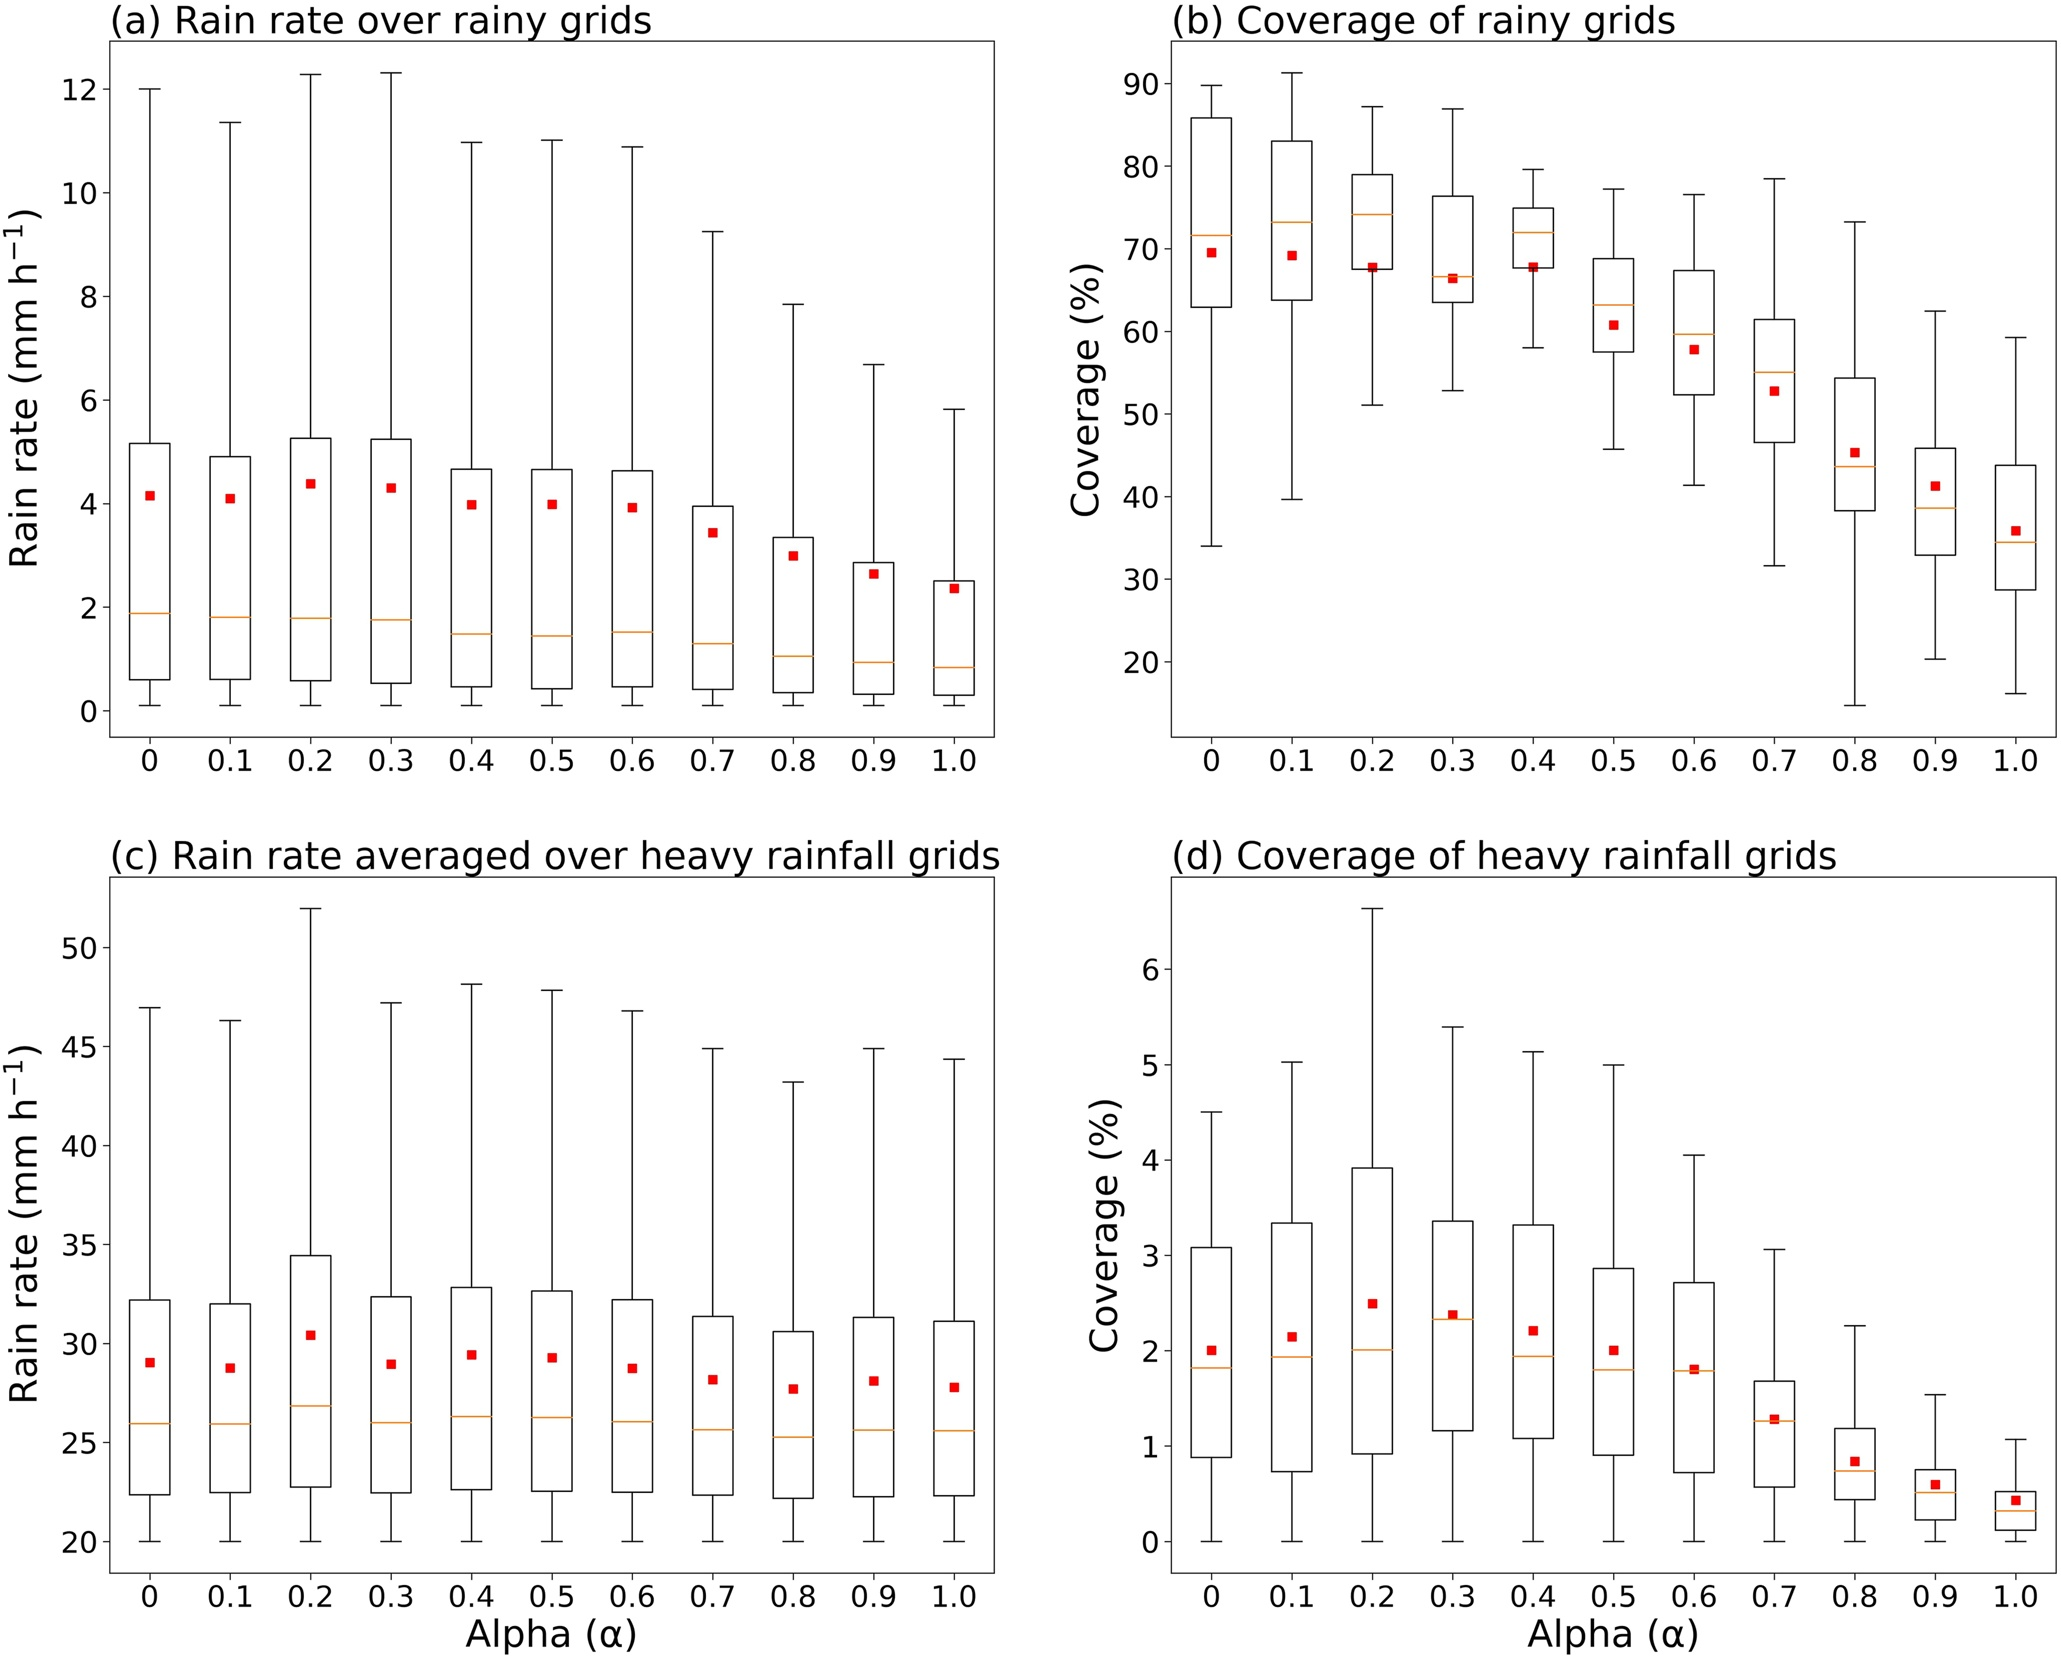 (a) Rain rate over rainy grids
Rain rate (mm h⁻¹)
12
10
8
6
4
2
0
0 0.1 0.2 0.3 0.4 0.5 0.6 0.7 0.8 0.9 1.0
(b) Coverage of rainy grids
Coverage (%)
90
80
70
60
50
40
30
20
0 0.1 0.2 0.3 0.4 0.5 0.6 0.7 0.8 0.9 1.0
(c) Rain rate averaged over heavy rainfall grids
Rain rate (mm h⁻¹)
50
45
40
35
30
25
20
0 0.1 0.2 0.3 0.4 0.5 0.6 0.7 0.8 0.9 1.0
Alpha (α)
(d) Coverage of heavy rainfall grids
Coverage (%)
6
5
4
3
2
1
0
0 0.1 0.2 0.3 0.4 0.5 0.6 0.7 0.8 0.9 1.0
Alpha (α)